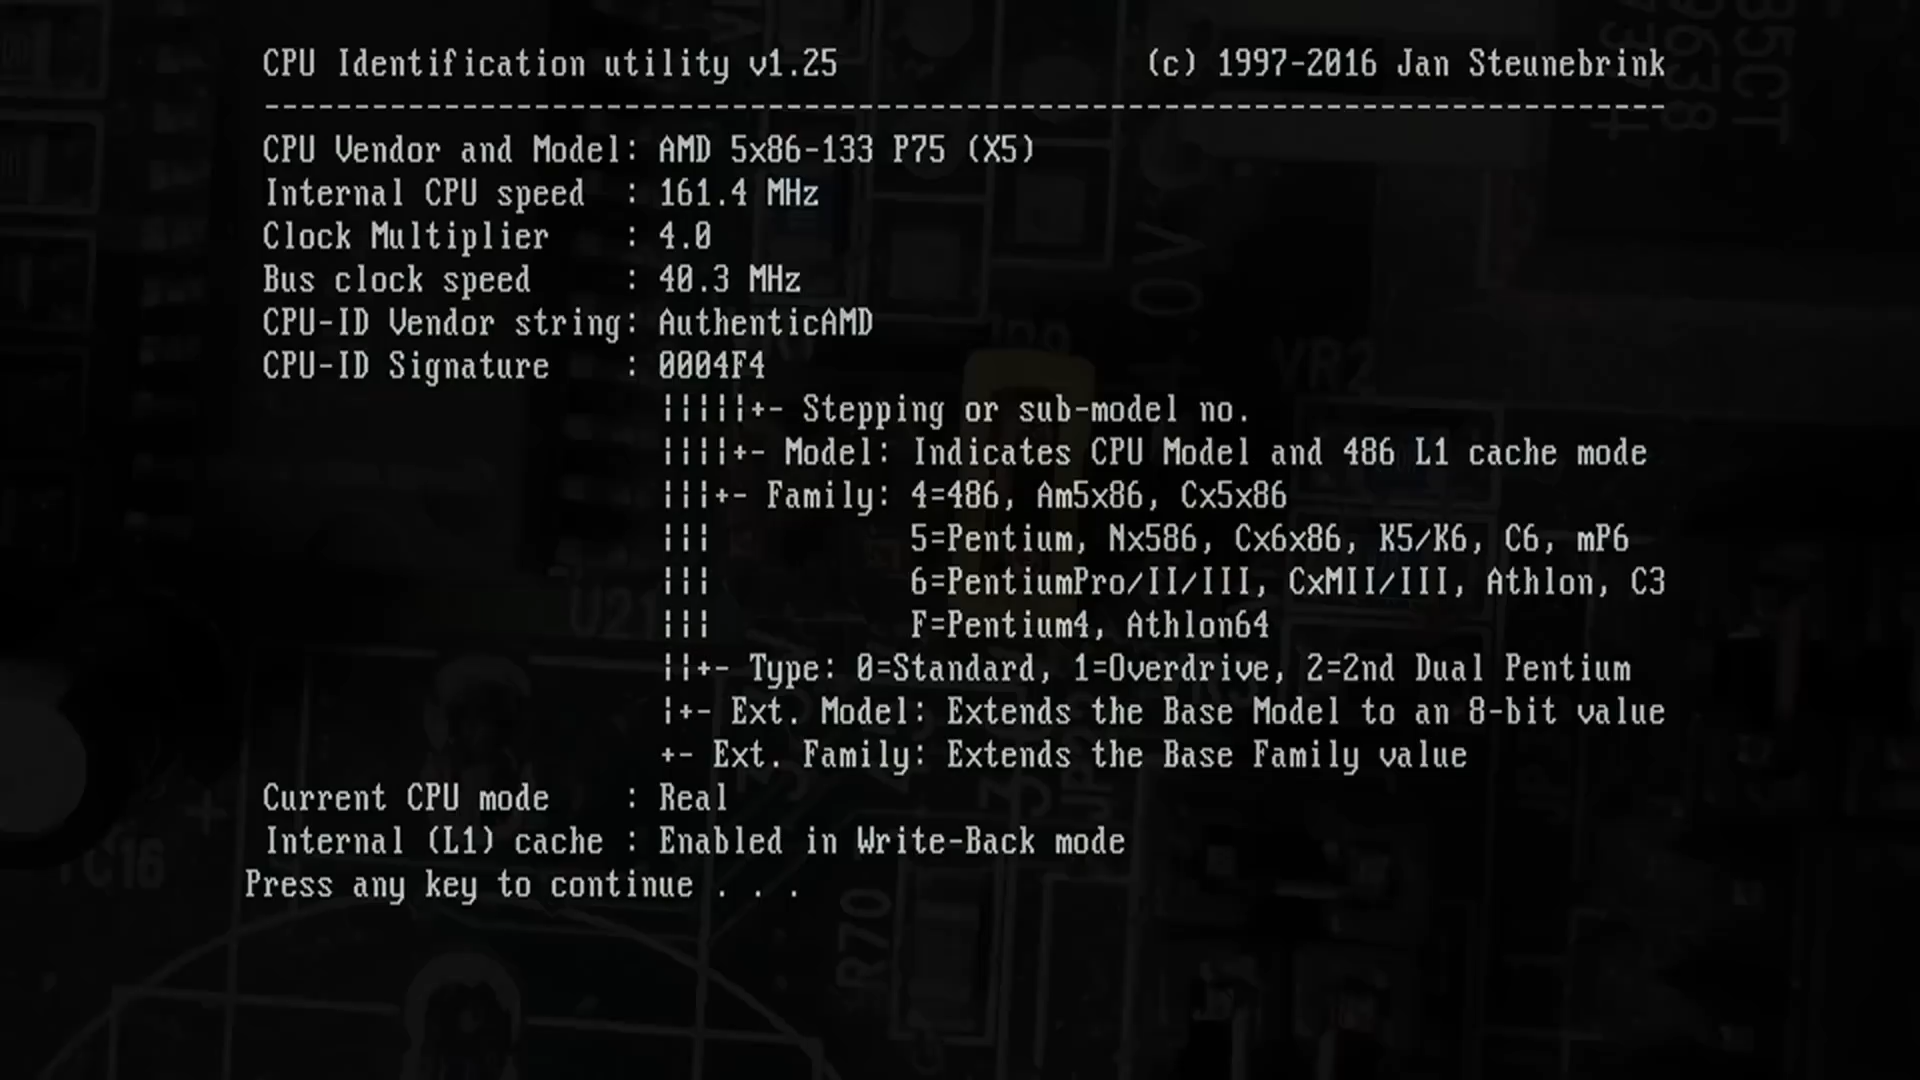 CPU Identification utility v1.25 (c) 1997-2016 Jan Steunebrink
------------------------------------------------------------------------------
CPU Vendor and Model: AMD 5x86-133 P75 (X5)
Internal CPU speed : 161.4 MHz
Clock Multiplier : 4.0
Bus clock speed : 40.3 MHz
CPU-ID Vendor string: AuthenticAMD
CPU-ID Signature : 0004F4
|||||+- Stepping or sub-model no.
||||+- Model: Indicates CPU Model and 486 L1 cache mode
|||+- Family: 4=486, Am5x86, Cx5x86
||| 5=Pentium, Nx586, Cx6x86, K5/K6, C6, mP6
||| 6=PentiumPro/II/III, CxMII/III, Athlon, C3
||| F=Pentium4, Athlon64
||+- Type: 0=Standard, 1=Overdrive, 2=2nd Dual Pentium
|+- Ext. Model: Extends the Base Model to an 8-bit value
+- Ext. Family: Extends the Base Family value
Current CPU mode : Real
Internal (L1) cache : Enabled in Write-Back mode
Press any key to continue . . .
VR2
U21
C16
R70